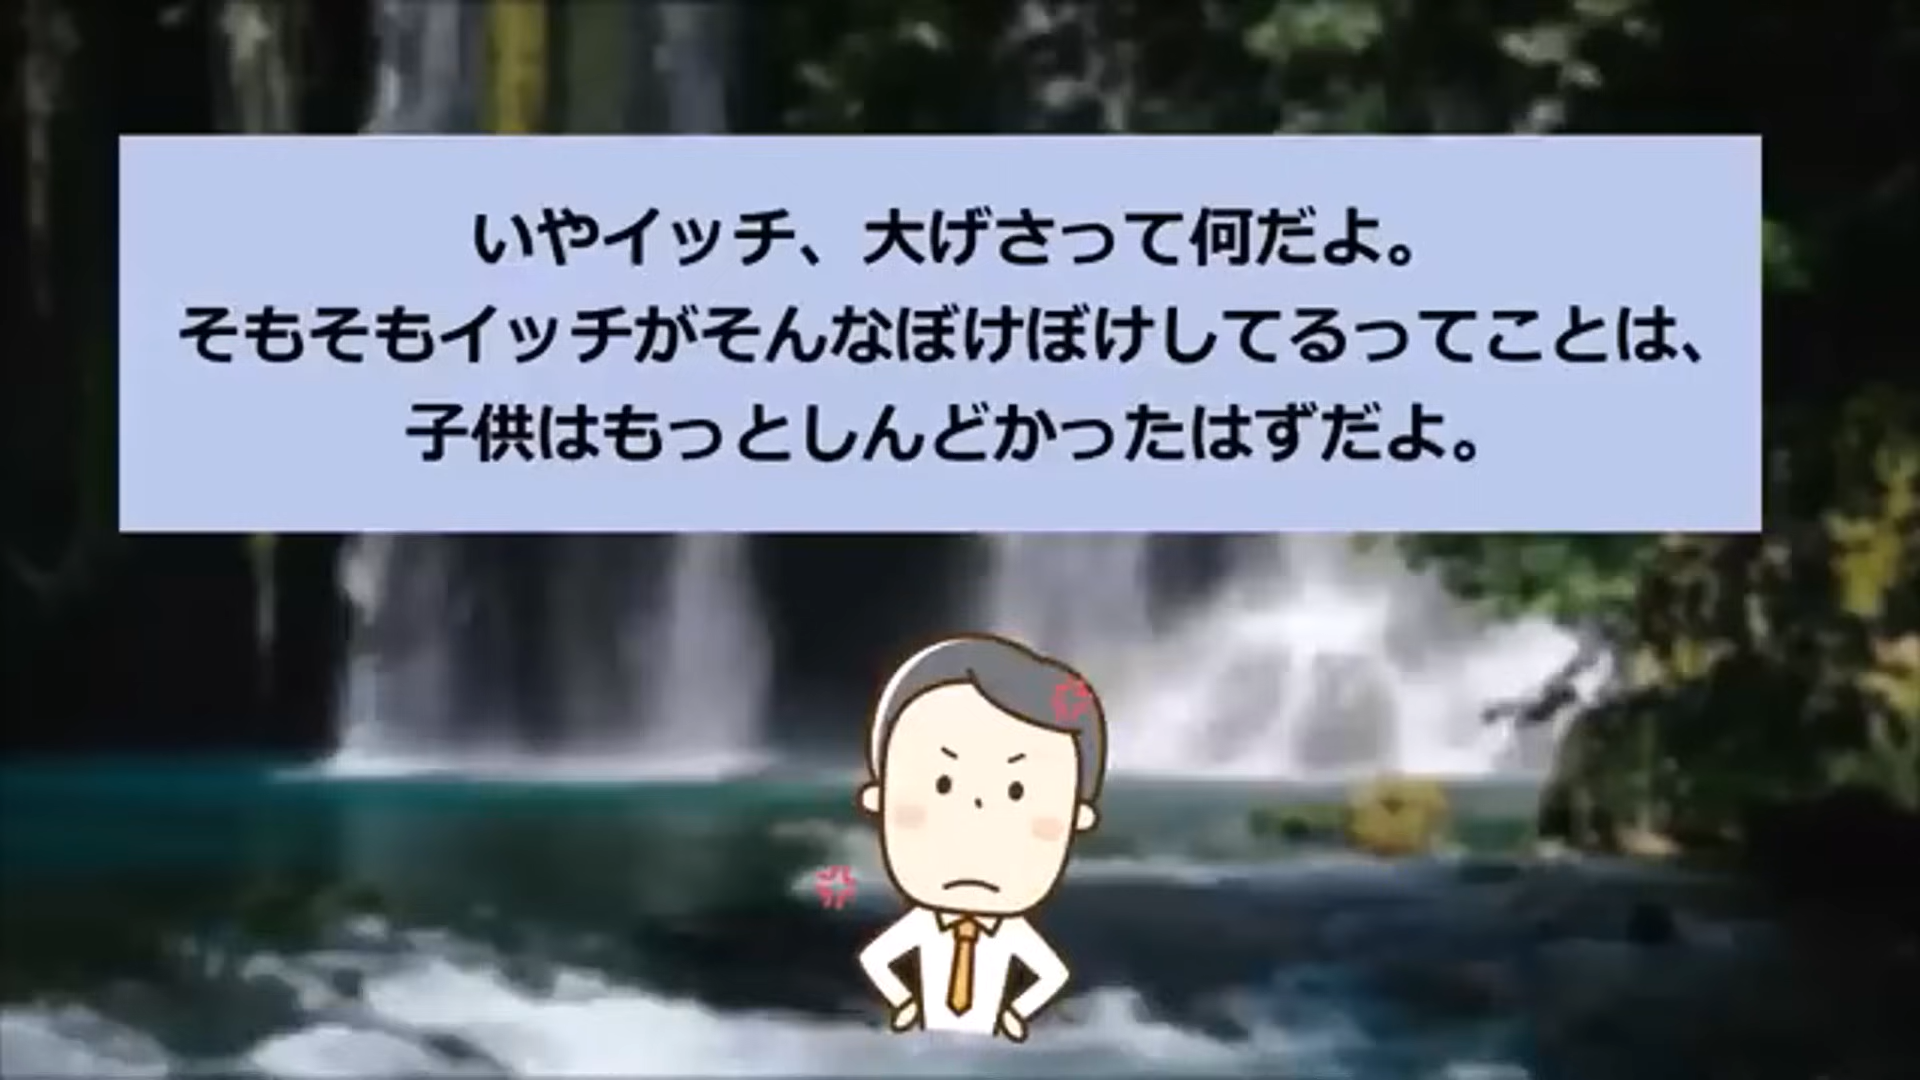 いやイッチ、大げさって何だよ。
そもそもイッチがそんなぼけぼけしてるってことは、
子供はもっとしんどかったはずだよ。